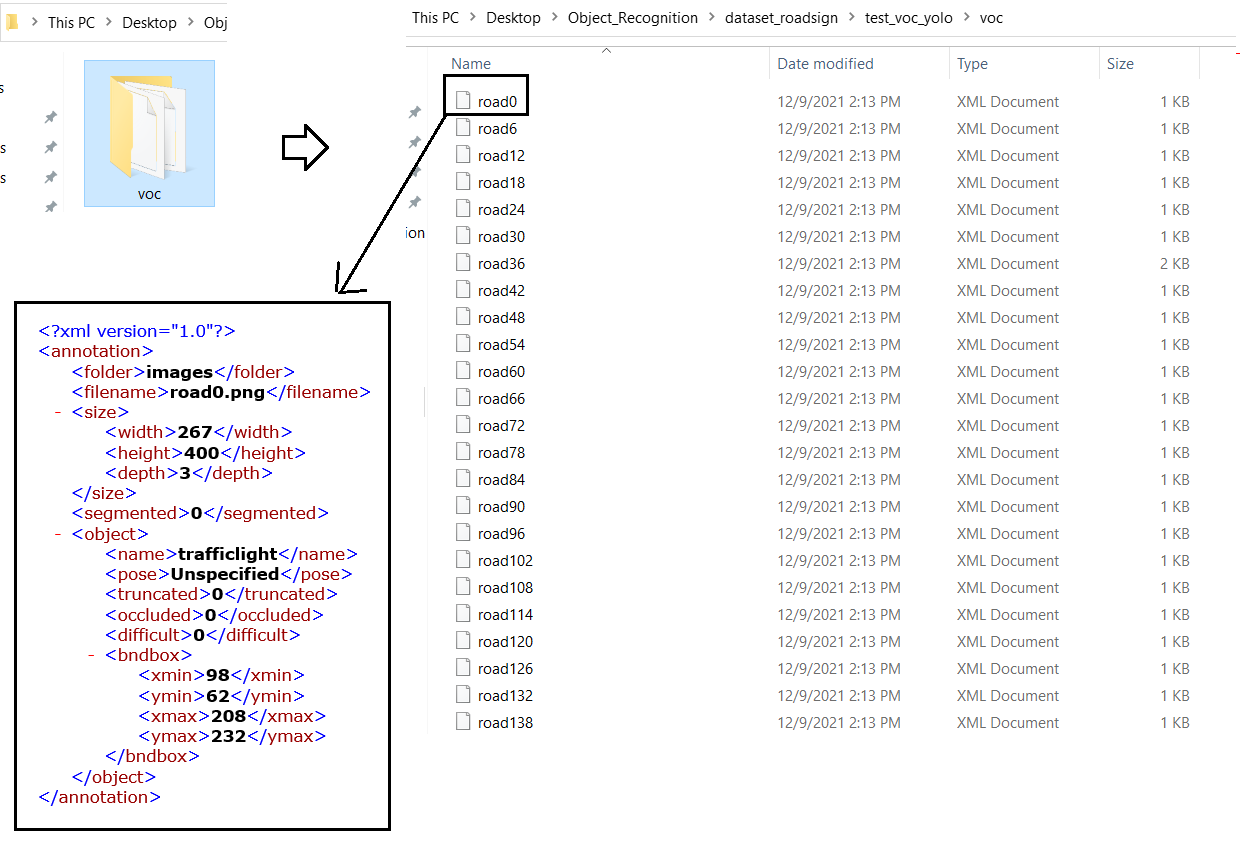 This PC > Desktop > Obj
s
s
s
voc
This PC > Desktop > Object_Recognition > dataset_roadsign > test_voc_yolo > voc
ion
Name Date modified Type Size
road0 12/9/2021 2:13 PM XML Document 1 KB
road6 12/9/2021 2:13 PM XML Document 1 KB
road12 12/9/2021 2:13 PM XML Document 1 KB
road18 12/9/2021 2:13 PM XML Document 1 KB
road24 12/9/2021 2:13 PM XML Document 1 KB
road30 12/9/2021 2:13 PM XML Document 1 KB
road36 12/9/2021 2:13 PM XML Document 2 KB
road42 12/9/2021 2:13 PM XML Document 1 KB
road48 12/9/2021 2:13 PM XML Document 1 KB
road54 12/9/2021 2:13 PM XML Document 1 KB
road60 12/9/2021 2:13 PM XML Document 1 KB
road66 12/9/2021 2:13 PM XML Document 1 KB
road72 12/9/2021 2:13 PM XML Document 1 KB
road78 12/9/2021 2:13 PM XML Document 1 KB
road84 12/9/2021 2:13 PM XML Document 1 KB
road90 12/9/2021 2:13 PM XML Document 1 KB
road96 12/9/2021 2:13 PM XML Document 1 KB
road102 12/9/2021 2:13 PM XML Document 1 KB
road108 12/9/2021 2:13 PM XML Document 1 KB
road114 12/9/2021 2:13 PM XML Document 1 KB
road120 12/9/2021 2:13 PM XML Document 1 KB
road126 12/9/2021 2:13 PM XML Document 1 KB
road132 12/9/2021 2:13 PM XML Document 1 KB
road138 12/9/2021 2:13 PM XML Document 1 KB
<?xml version="1.0"?>
<annotation>
<folder>images</folder>
<filename>road0.png</filename>
- <size>
<width>267</width>
<height>400</height>
<depth>3</depth>
</size>
<segmented>0</segmented>
- <object>
<name>trafficlight</name>
<pose>Unspecified</pose>
<truncated>0</truncated>
<occluded>0</occluded>
<difficult>0</difficult>
- <bndbox>
<xmin>98</xmin>
<ymin>62</ymin>
<xmax>208</xmax>
<ymax>232</ymax>
</bndbox>
</object>
</annotation>